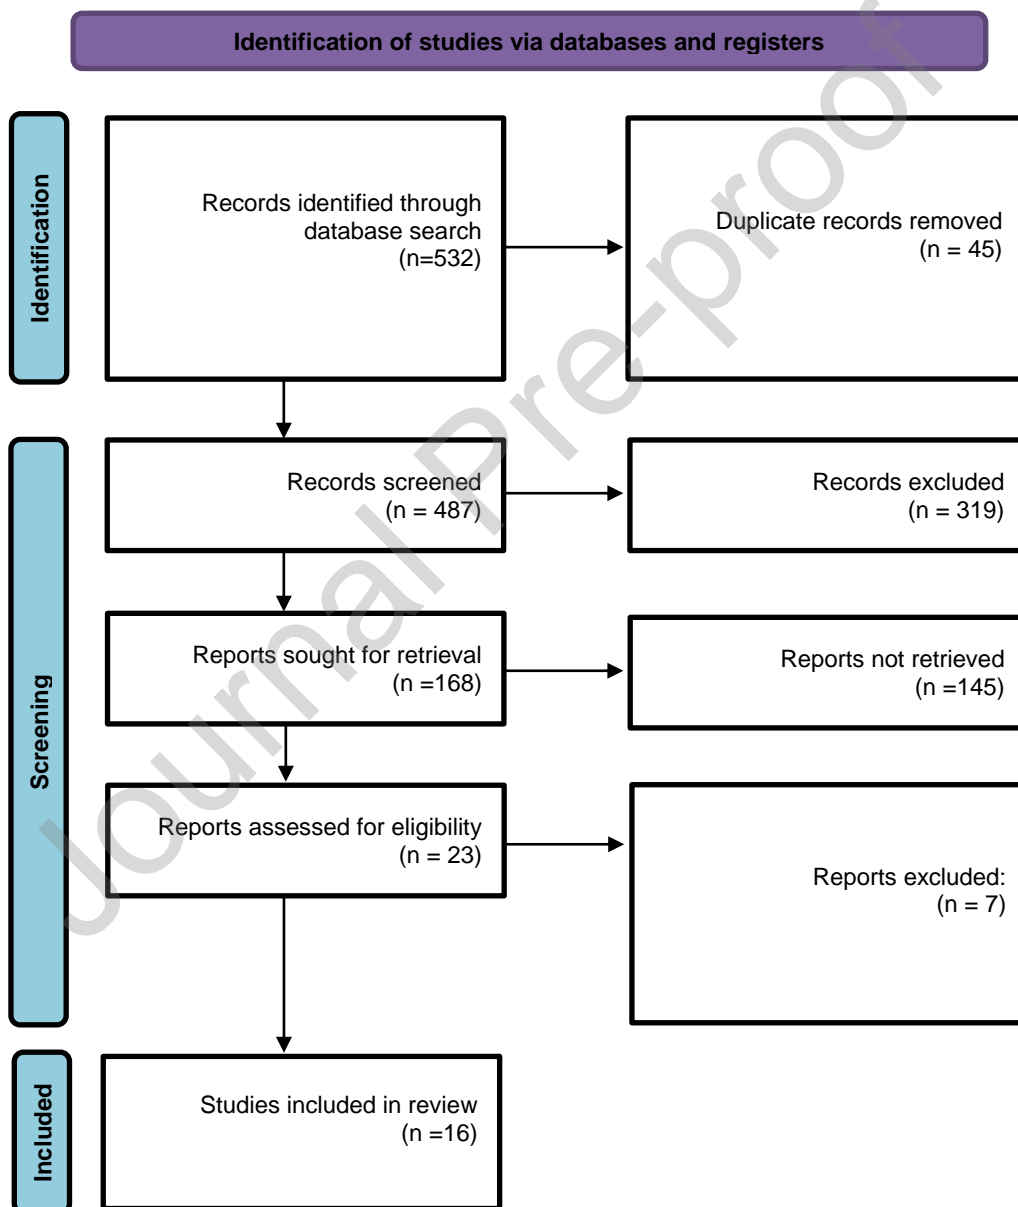 Identification of studies via databases and registers
Identification
Records identified through
database search
(n=532)
Duplicate records removed
(n = 45)
Screening
Records screened
(n = 487)
Records excluded
(n = 319)
Reports sought for retrieval
(n =168)
Reports not retrieved
(n =145)
Reports assessed for eligibility
(n = 23)
Reports excluded:
(n = 7)
Included
Studies included in review
(n =16)
Journal Pre-proof